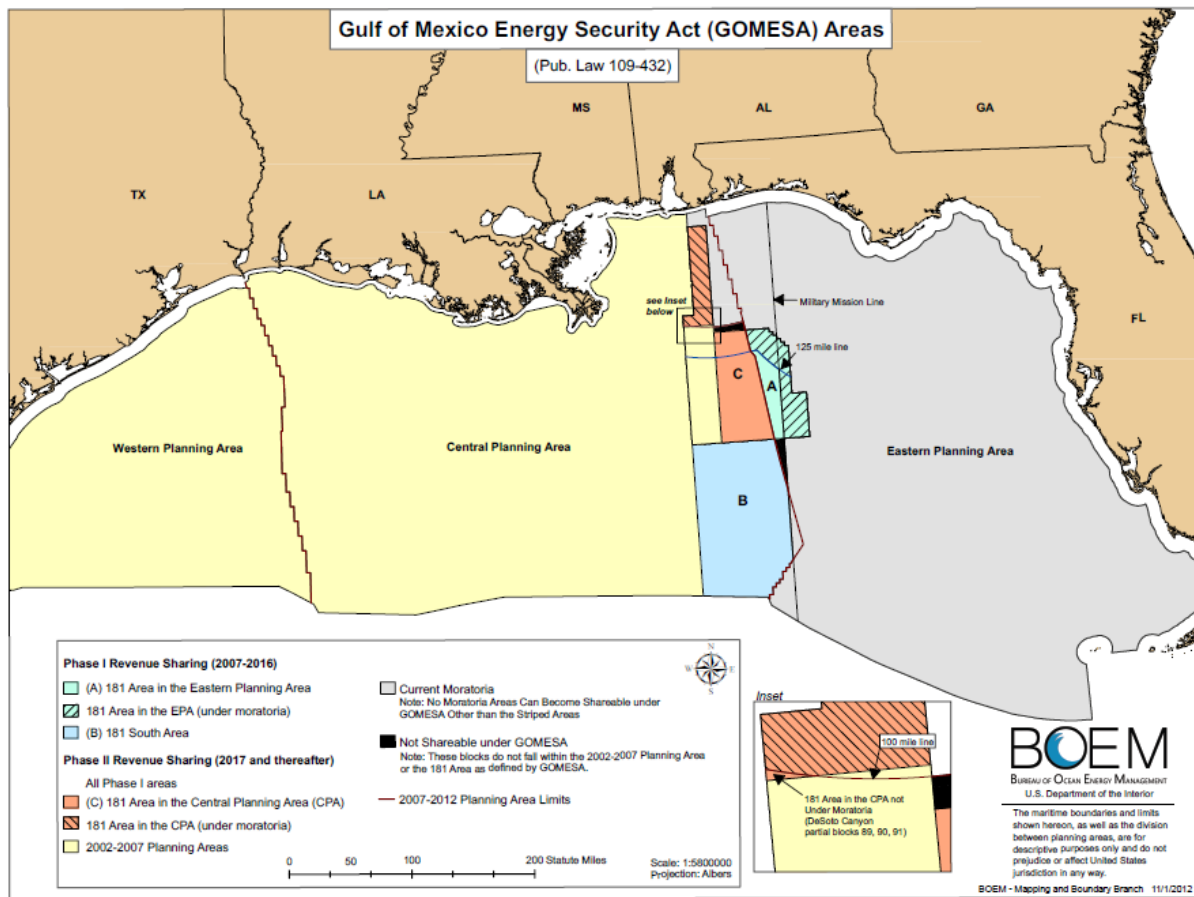 Gulf of Mexico Energy Security Act (GOMESA) Areas
(Pub. Law 109-432)
MS
AL
GA
TX
LA
FL
see Inset
below
Military Mission Line
125 mile line
C
A
Western Planning Area
Central Planning Area
Eastern Planning Area
B
Phase I Revenue Sharing (2007-2016)
(A) 181 Area in the Eastern Planning Area
181 Area in the EPA (under moratoria)
(B) 181 South Area
Phase II Revenue Sharing (2017 and thereafter)
All Phase I areas
(C) 181 Area in the Central Planning Area (CPA)
181 Area in the CPA (under moratoria)
2002-2007 Planning Areas
Current Moratoria
Note: No Moratoria Areas Can Become Shareable under
GOMESA Other than the Striped Areas
Not Shareable under GOMESA
Note: These blocks do not fall within the 2002-2007 Planning Area
or the 181 Area as defined by GOMESA.
2007-2012 Planning Area Limits
N
W
E
S
0 50 100 200 Statute Miles
Scale: 1:5800000
Projection: Albers
Inset
100 mile line
181 Area in the CPA not
Under Moratoria
(DeSoto Canyon
partial blocks 89, 90, 91)
BOEM
BUREAU OF OCEAN ENERGY MANAGEMENT
U.S. Department of the Interior
The maritime boundaries and limits
shown hereon, as well as the division
between planning areas, are for
descriptive purposes only and do not
prejudice or affect United States
jurisdiction in any way.
BOEM - Mapping and Boundary Branch 11/1/2012